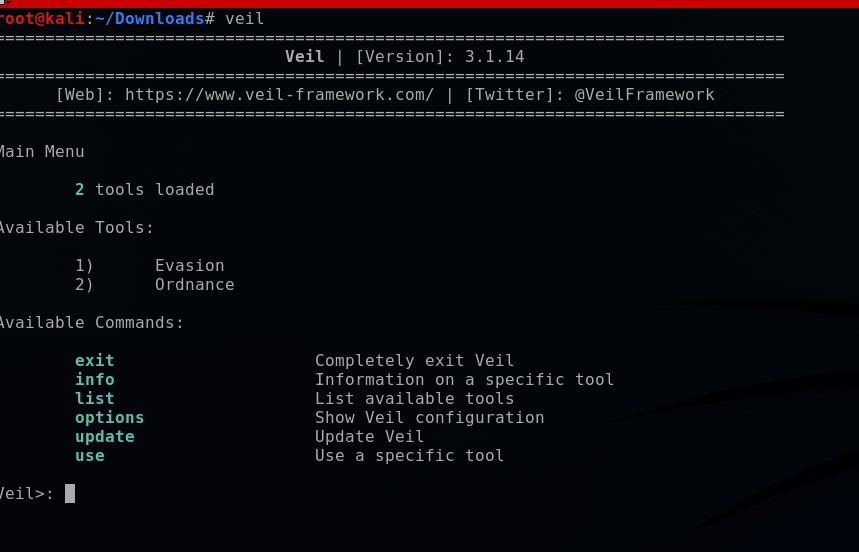 root@kali:~/Downloads# veil
===============================================================================
Veil | [Version]: 3.1.14
===============================================================================
[Web]: https://www.veil-framework.com/ | [Twitter]: @VeilFramework
===============================================================================
Main Menu
2 tools loaded
Available Tools:
1) Evasion
2) Ordnance
Available Commands:
exit Completely exit Veil
info Information on a specific tool
list List available tools
options Show Veil configuration
update Update Veil
use Use a specific tool
Veil>: